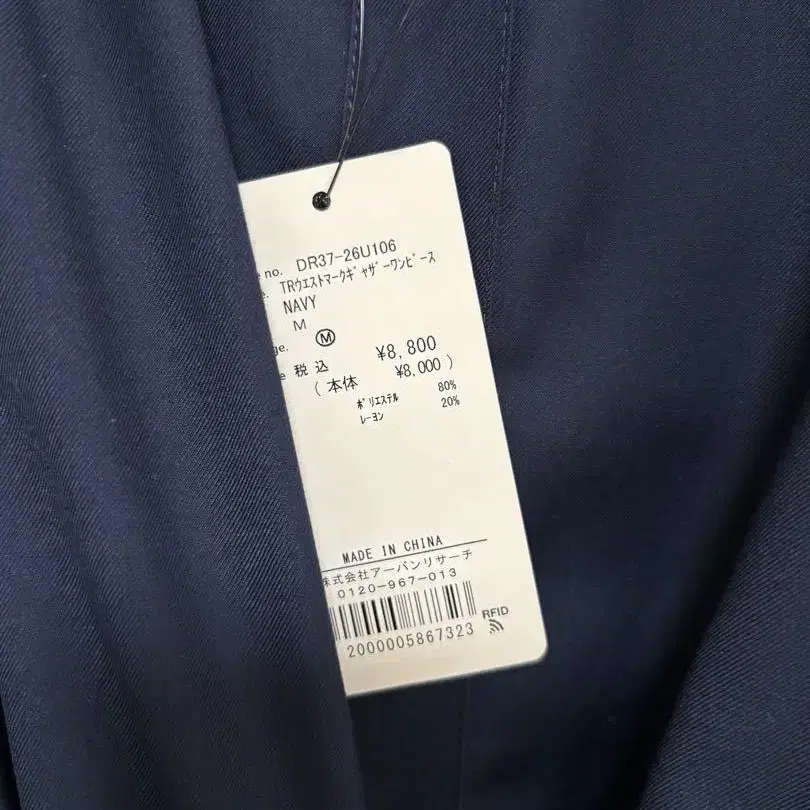 no. DR37-26U106
TRウエストマークギャザーワンピース
NAVY
M
M
税込 ¥8,800
(本体 ¥8,000)
ポリエステル 80%
レーヨン 20%
MADE IN CHINA
株式会社アーバンリサーチ
0120-967-013
RFID
2000005867323